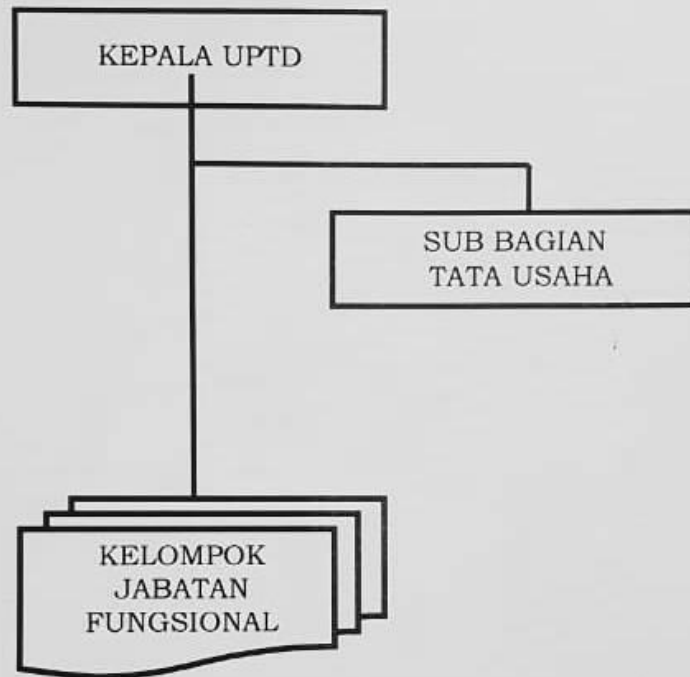 KEPALA UPTD
SUB BAGIAN
TATA USAHA
KELOMPOK
JABATAN
FUNGSIONAL